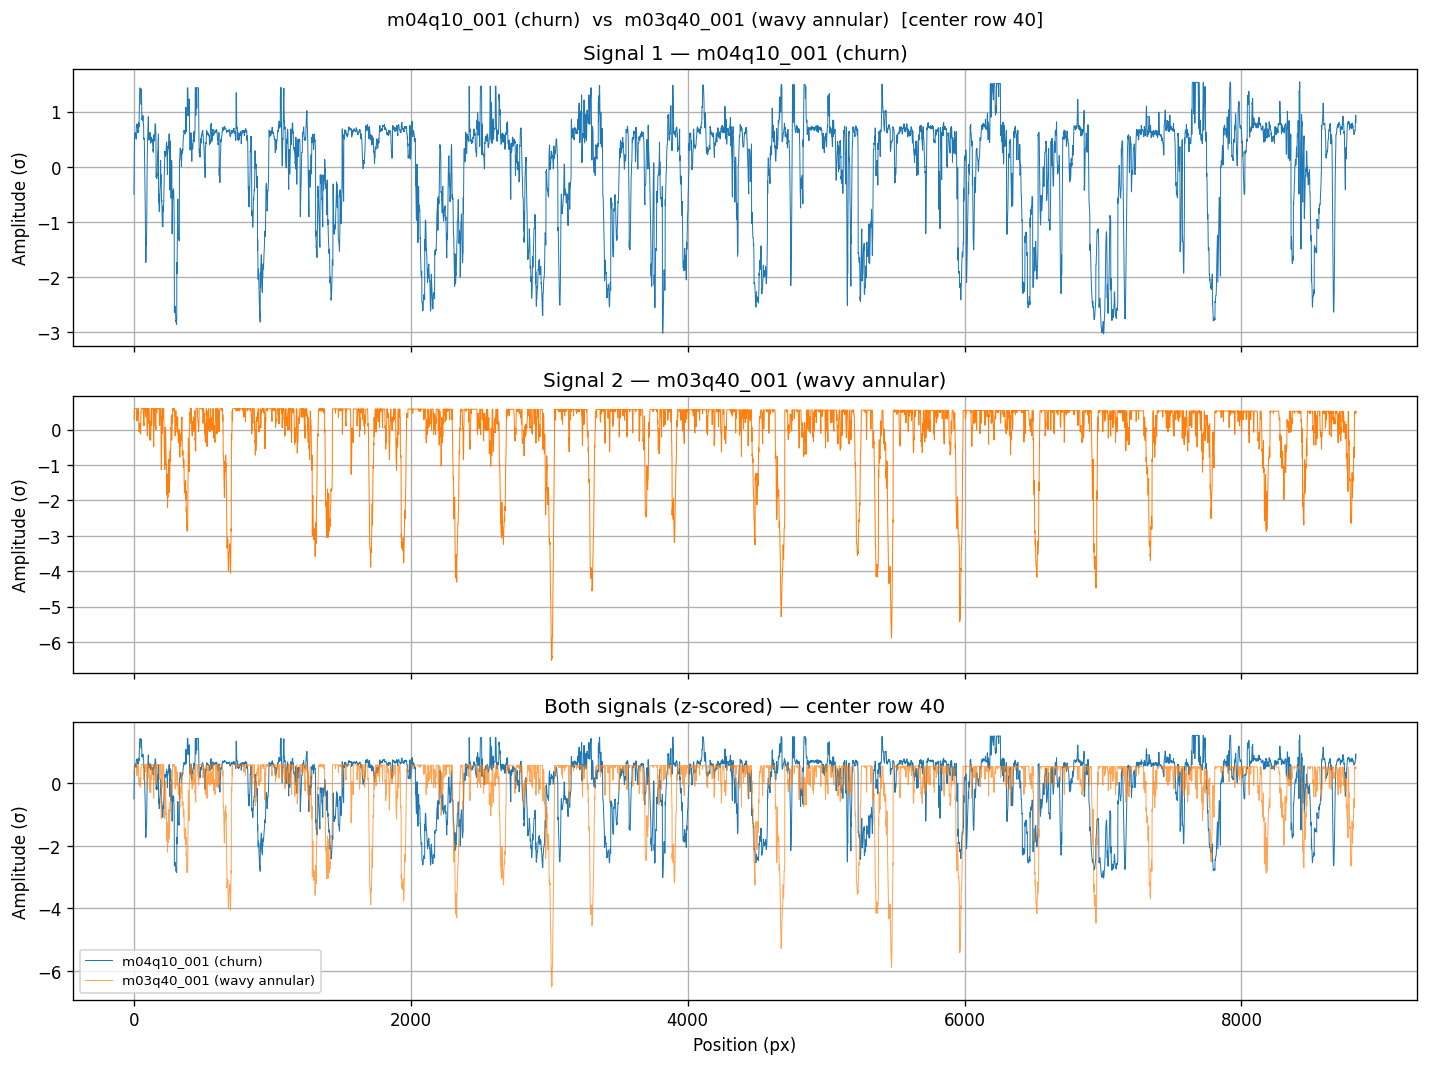 m04q10_001 (churn)  vs  m03q40_001 (wavy annular)  [center row 40]
Signal 1 — m04q10_001 (churn)
Amplitude (σ)
1
0
−1
−2
−3
Signal 2 — m03q40_001 (wavy annular)
Amplitude (σ)
0
−1
−2
−3
−4
−5
−6
Both signals (z-scored) — center row 40
Amplitude (σ)
0
−2
−4
−6
m04q10_001 (churn)
m03q40_001 (wavy annular)
0 2000 4000 6000 8000
Position (px)